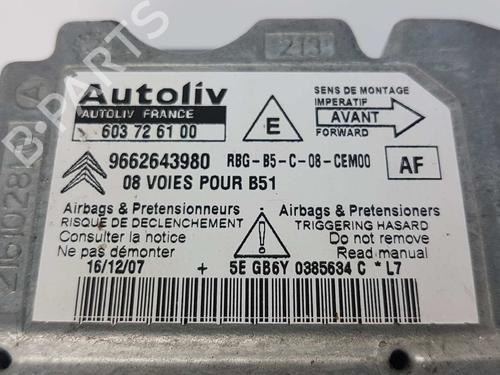 213
Autoliv
AUTOLIV FRANCE
603 72 61 00
E
SENS DE MONTAGE
IMPERATIF
AVANT
FORWARD
9662643980 RBG-B5-C-08-CEM00
AF
08 VOIES POUR B51
Airbags & Pretensionneurs
RISQUE DE DECLENCHEMENT
Consulter la notice
Ne pas démonter
Airbags & Pretensioners
TRIGGERING HASARD
Do not remove
Read manual
16/12/07 + 5E GB6Y 0385634 C * L7
B-PARTS